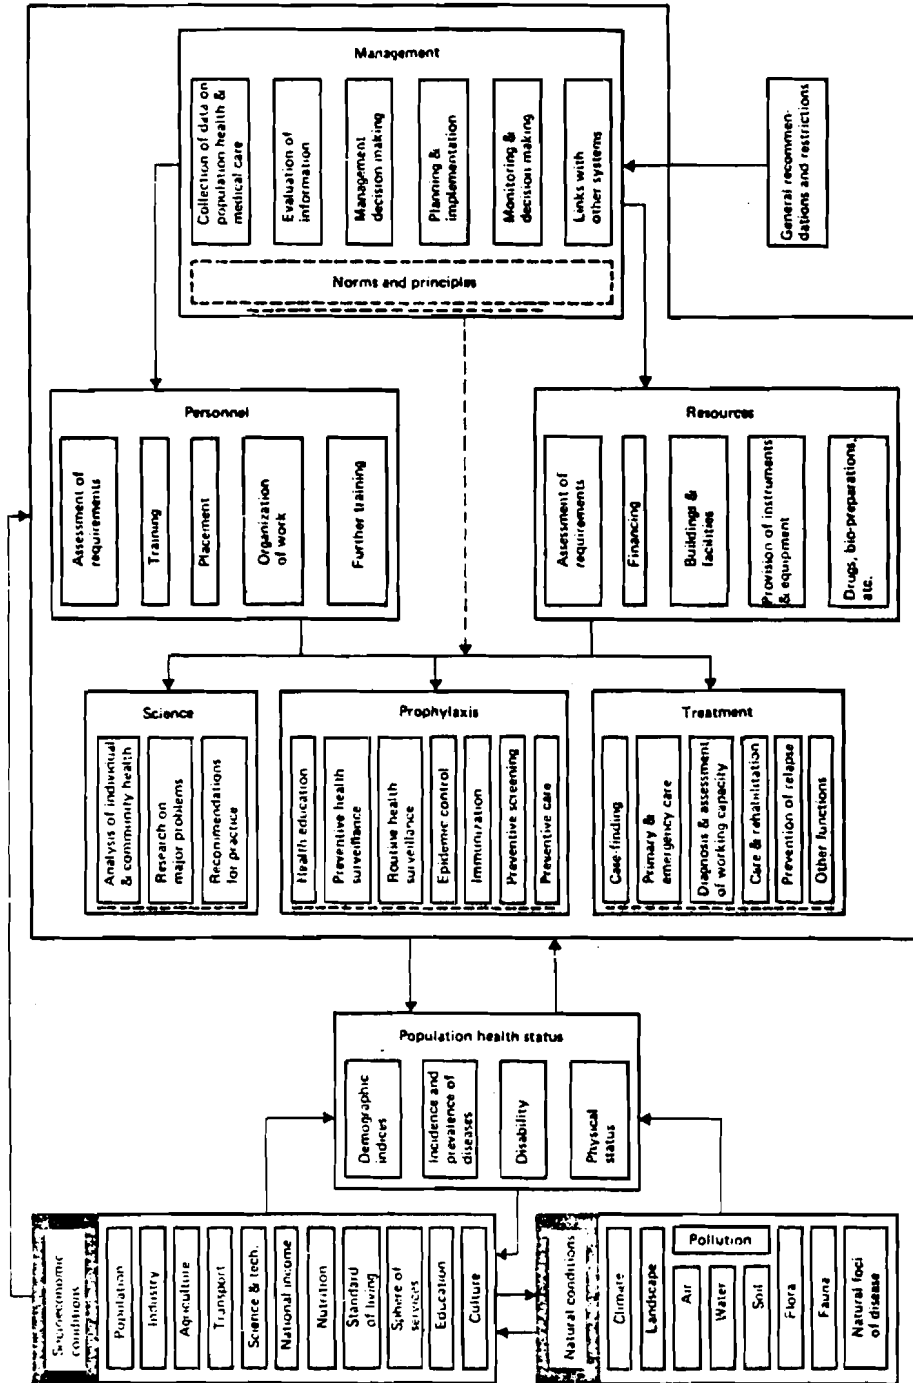 Management
Collection of data on
population health &
medical care
Evaluation of
information
Management
decision making
Planning &
implementation
Monitoring &
decision making
Links with
other systems
Norms and principles
General recommen-
dations and restrictions
Personnel
Assessment of
requirements
Training
Placement
Organization
of work
Further training
Resources
Assessment of
requirements
Financing
Buildings &
facilities
Provision of instruments
& equipment
Drugs, bio-preparations,
etc.
Science
Analysis of individual
& community health
Research on
major problems
Recommendations
for practice
Prophylaxis
Health education
Preventive health
surveillance
Routine health
surveillance
Epidemic control
Immunization
Preventive screening
Preventive care
Treatment
Case-finding
Primary &
emergency care
Diagnosis & assessment
of working capacity
Care & rehabilitation
Prevention of relapse
Other functions
Population health status
Demographic
indices
Incidence and
prevalence of
diseases
Disability
Physical
status
Socioeconomic
conditions
Population
Industry
Agriculture
Transport
Science & tech.
National income
Nutrition
Standard
of living
Sphere of
services
Education
Culture
Natural conditions
Climate
Landscape
Pollution
Air
Water
Soil
Flora
Fauna
Natural foci
of disease